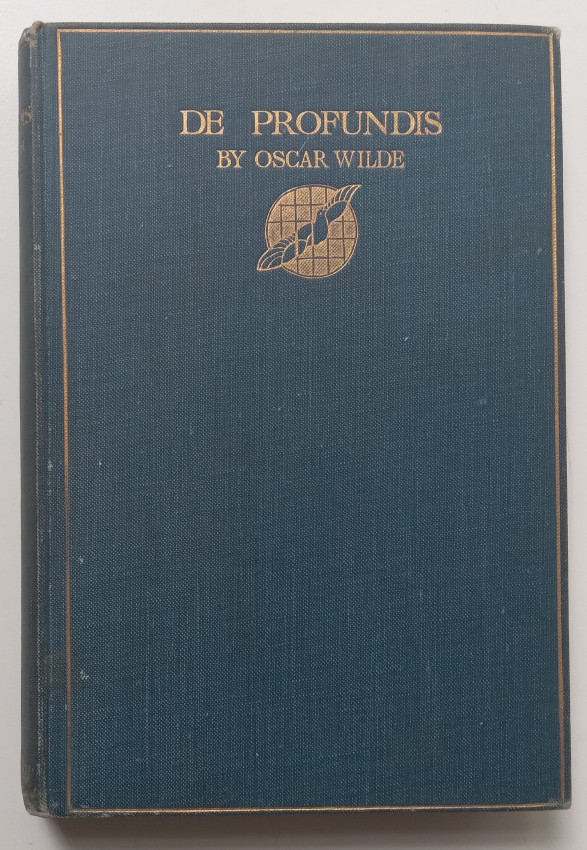 DE PROFUNDIS
BY OSCAR WILDE